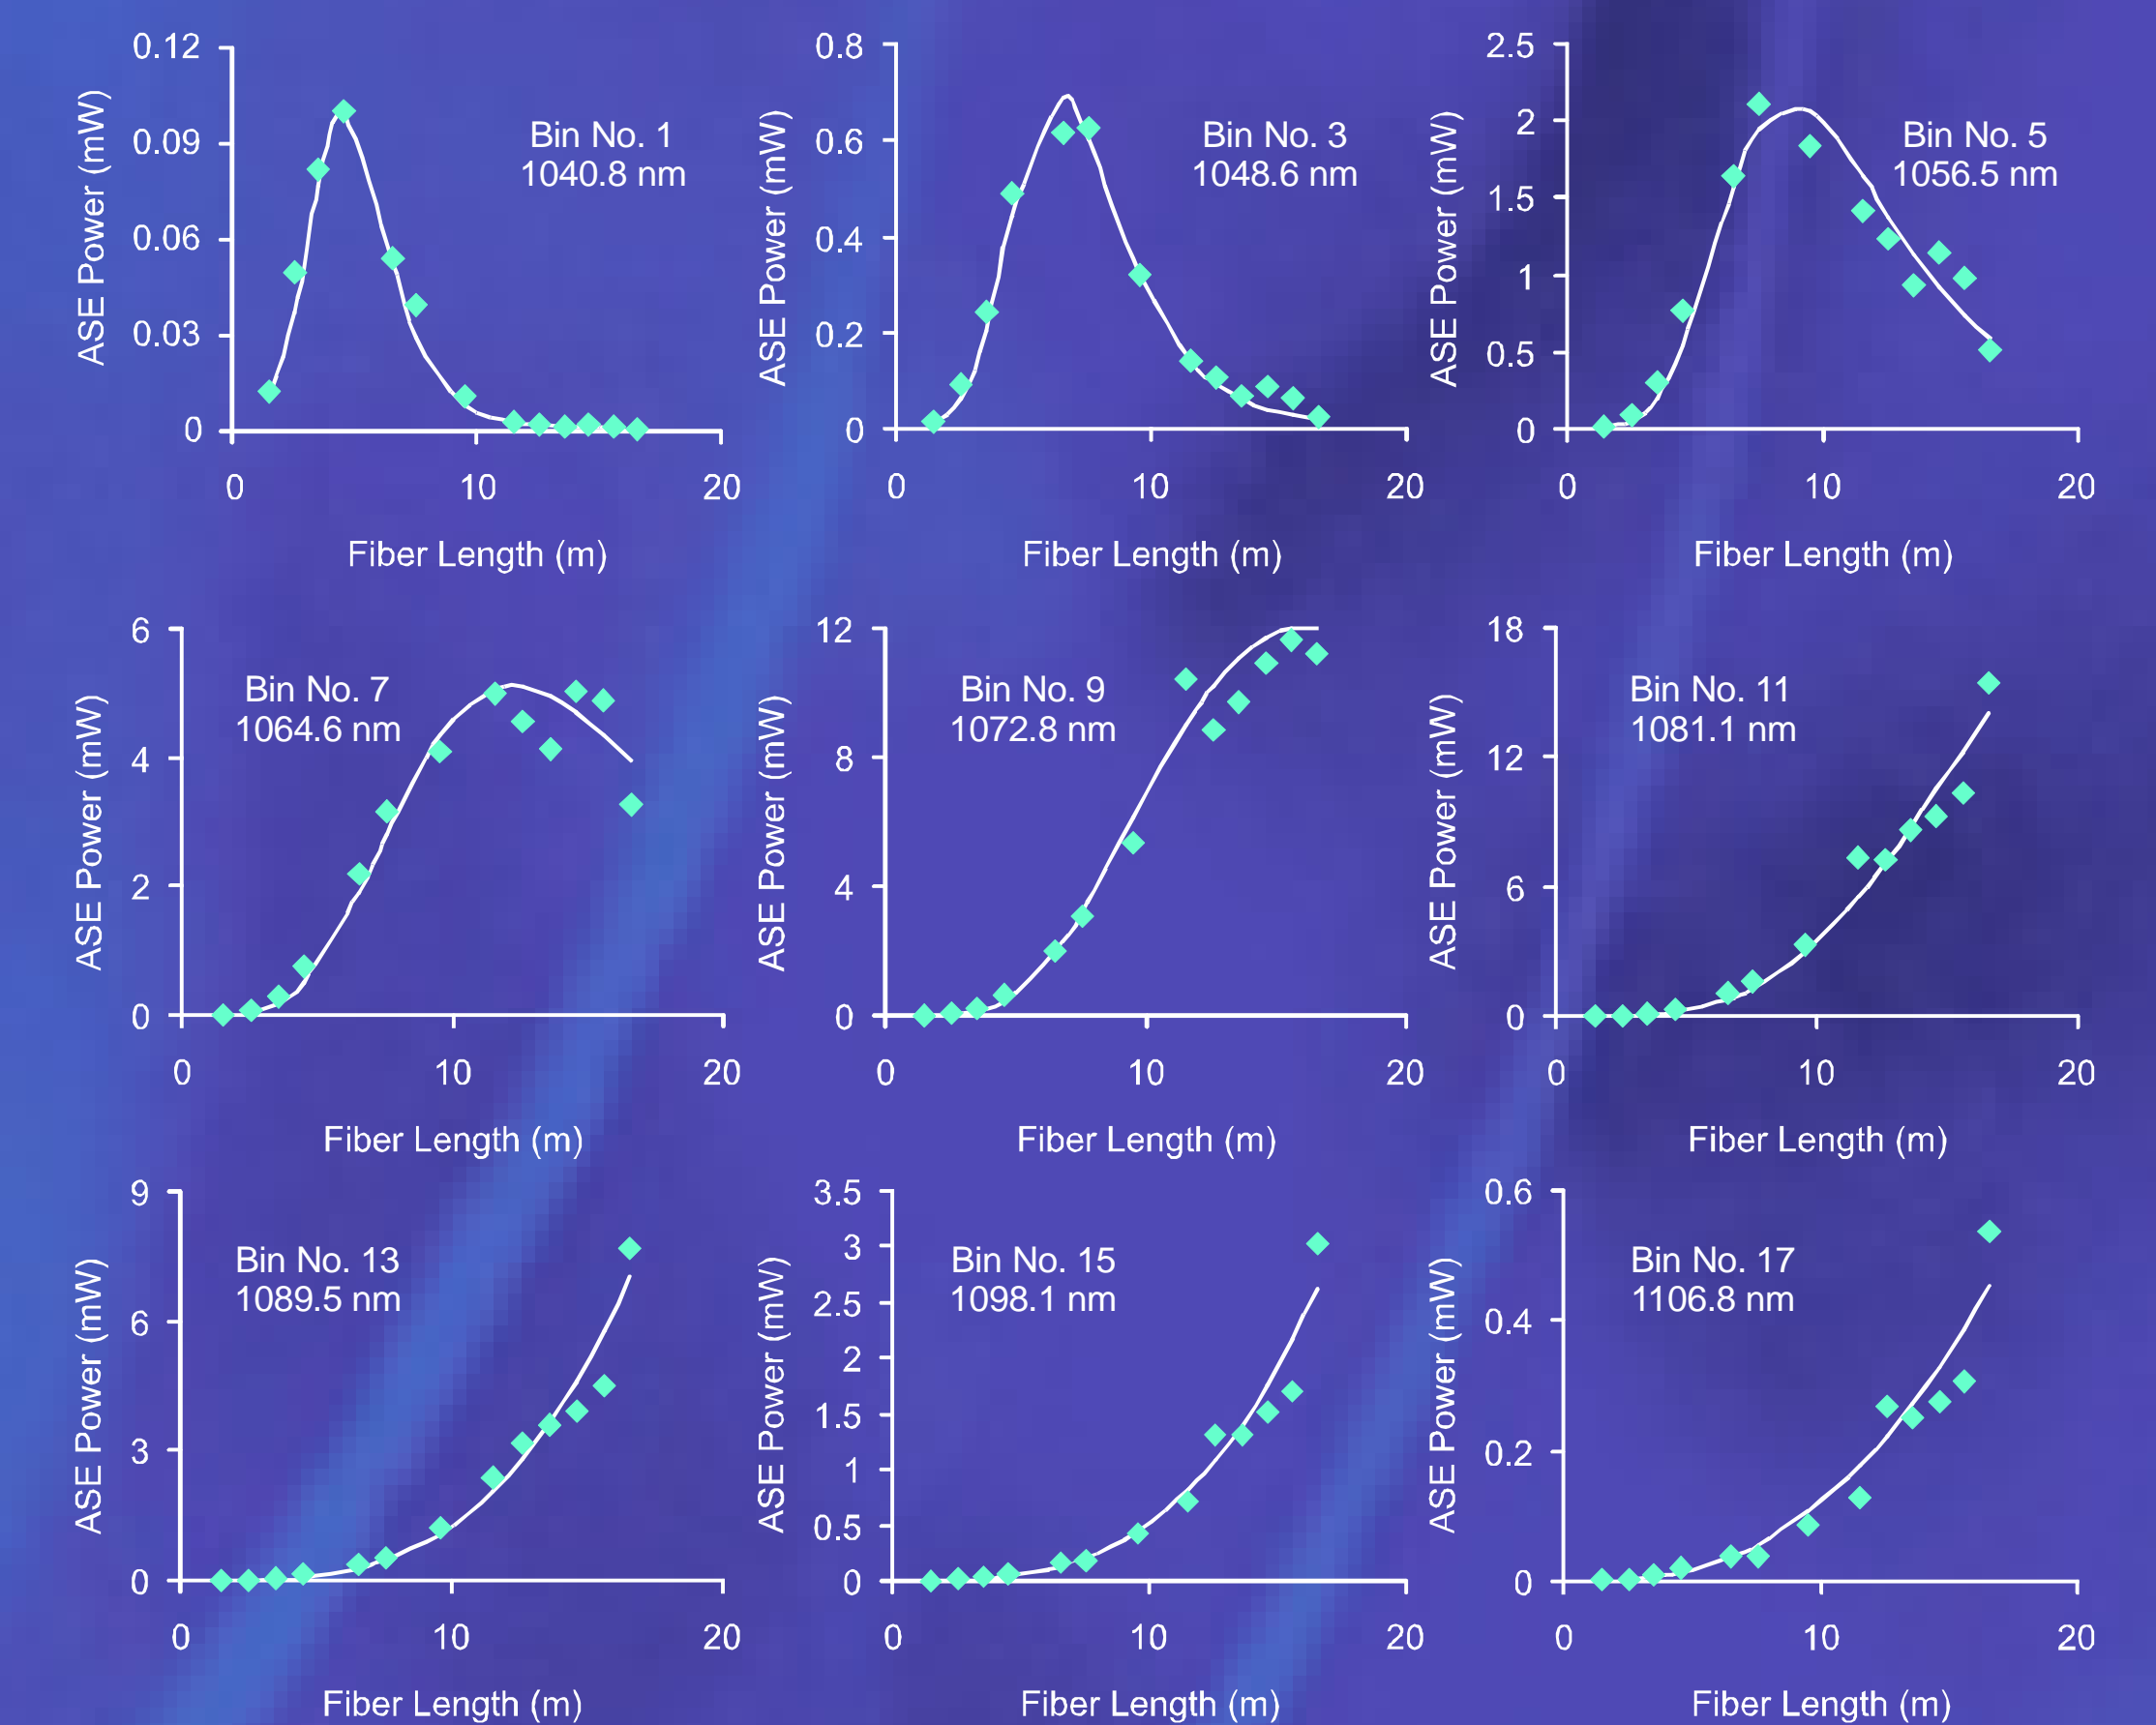 0.12
0.09
0.06
0.03
0
ASE Power (mW)
Bin No. 1
1040.8 nm
0 10 20
Fiber Length (m)
0.8
0.6
0.4
0.2
0
ASE Power (mW)
Bin No. 3
1048.6 nm
0 10 20
Fiber Length (m)
2.5
2
1.5
1
0.5
0
ASE Power (mW)
Bin No. 5
1056.5 nm
0 10 20
Fiber Length (m)
6
4
2
0
ASE Power (mW)
Bin No. 7
1064.6 nm
0 10 20
Fiber Length (m)
12
8
4
0
ASE Power (mW)
Bin No. 9
1072.8 nm
0 10 20
Fiber Length (m)
18
12
6
0
ASE Power (mW)
Bin No. 11
1081.1 nm
0 10 20
Fiber Length (m)
9
6
3
0
ASE Power (mW)
Bin No. 13
1089.5 nm
0 10 20
Fiber Length (m)
3.5
3
2.5
2
1.5
1
0.5
0
ASE Power (mW)
Bin No. 15
1098.1 nm
0 10 20
Fiber Length (m)
0.6
0.4
0.2
0
ASE Power (mW)
Bin No. 17
1106.8 nm
0 10 20
Fiber Length (m)